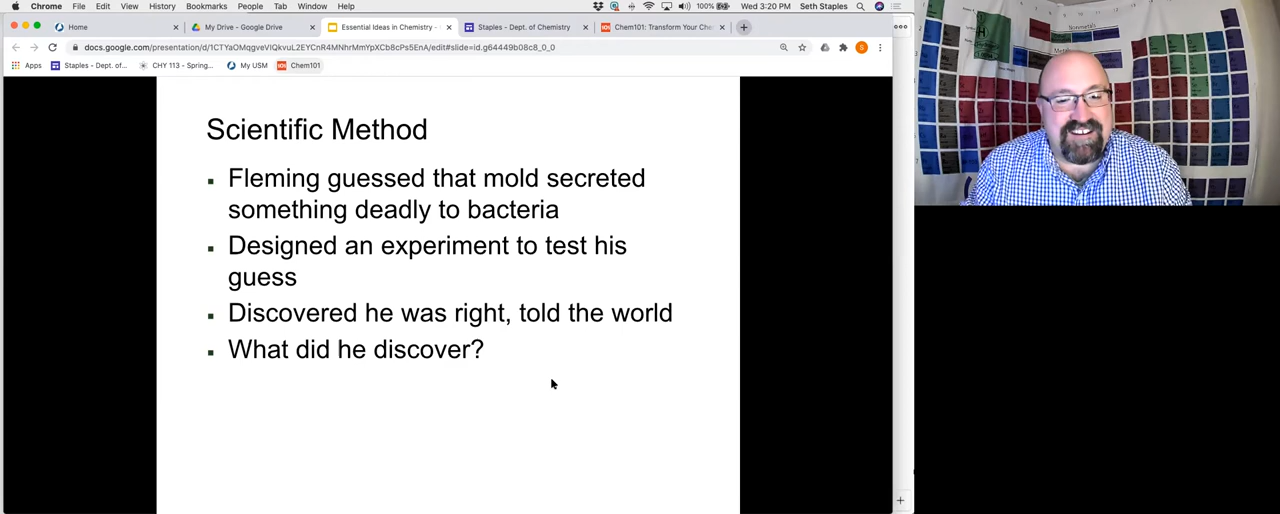 Chrome File Edit View History Bookmarks People Tab Window Help
100% Wed 3:20 PM Seth Staples
Home
My Drive - Google Drive
Essential Ideas in Chemistry -
Staples - Dept. of Chemistry
Chem101: Transform Your Che
docs.google.com/presentation/d/1CTYaOMqgveVIQkvuL2EYCnR4MNhrMmYpXCb8cPs5EnA/edit#slide=id.g64449b08c8_0_0
Apps
Staples - Dept. of...
CHY 113 - Spring...
My USM
Chem101
Scientific Method
Fleming guessed that mold secreted
something deadly to bacteria
Designed an experiment to test his
guess
Discovered he was right, told the world
What did he discover?